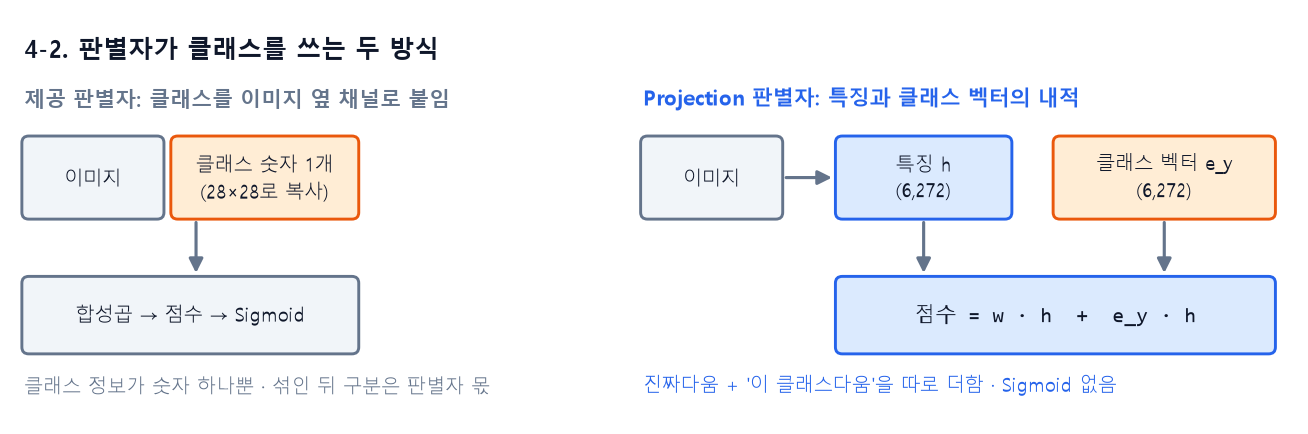 4-2. 판별자가 클래스를 쓰는 두 방식
제공 판별자: 클래스를 이미지 옆 채널로 붙임
이미지
클래스 숫자 1개
(28×28로 복사)
합성곱 → 점수 → Sigmoid
클래스 정보가 숫자 하나뿐 · 섞인 뒤 구분은 판별자 몫
Projection 판별자: 특징과 클래스 벡터의 내적
이미지
특징 h
(6,272)
클래스 벡터 e_y
(6,272)
점수 = w · h + e_y · h
진짜다움 + '이 클래스다움'을 따로 더함 · Sigmoid 없음